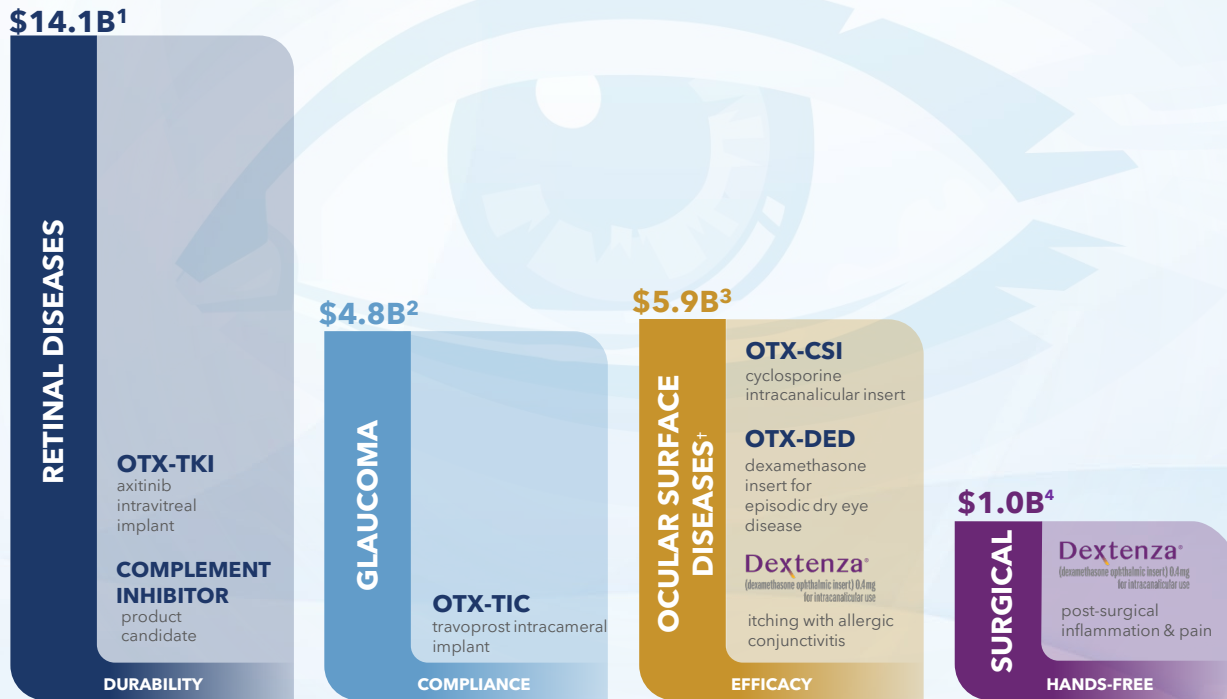 $14.1B¹
RETINAL DISEASES
OTX-TKI
axitinib
intravitreal
implant
COMPLEMENT
INHIBITOR
product
candidate
DURABILITY
$4.8B²
GLAUCOMA
OTX-TIC
travoprost intracameral
implant
COMPLIANCE
$5.9B³
OCULAR SURFACE
DISEASES†
OTX-CSI
cyclosporine
intracanalicular insert
OTX-DED
dexamethasone
insert for
episodic dry eye
disease
Dextenza®
(dexamethasone ophthalmic insert) 0.4mg
for intracanalicular use
itching with allergic
conjunctivitis
EFFICACY
$1.0B⁴
SURGICAL
Dextenza®
(dexamethasone ophthalmic insert) 0.4mg
for intracanalicular use
post-surgical
inflammation & pain
HANDS-FREE